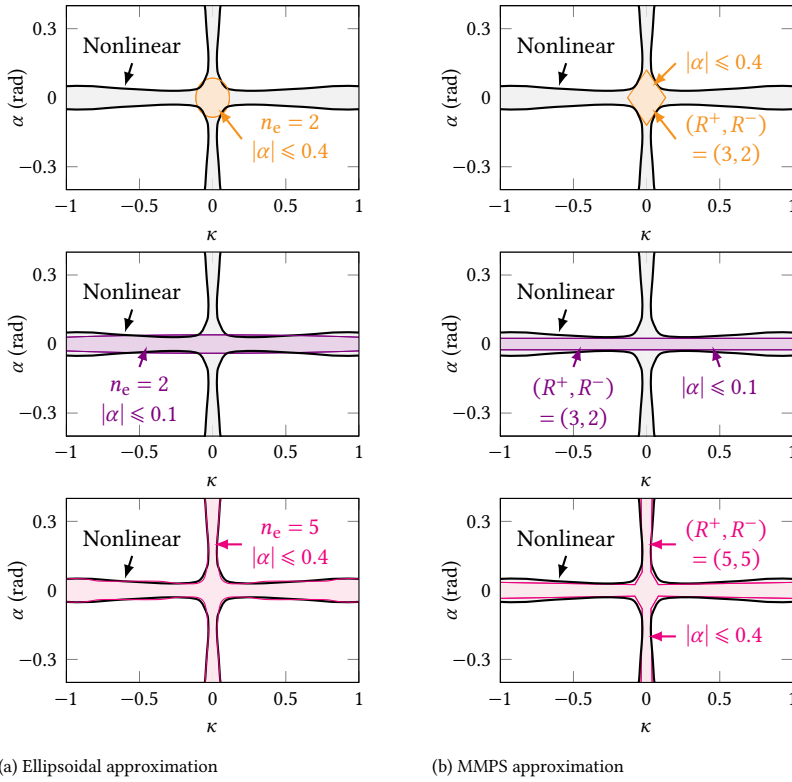 0.3
0
−0.3
α (rad)
Nonlinear
n_e = 2
|α| ⩽ 0.4
−1 −0.5 0 0.5 1
κ
0.3
0
−0.3
α (rad)
Nonlinear
|α| ⩽ 0.4
(R⁺, R⁻)
= (3, 2)
−1 −0.5 0 0.5 1
κ
0.3
0
−0.3
α (rad)
Nonlinear
n_e = 2
|α| ⩽ 0.1
−1 −0.5 0 0.5 1
κ
0.3
0
−0.3
α (rad)
Nonlinear
(R⁺, R⁻)
= (3, 2)
|α| ⩽ 0.1
−1 −0.5 0 0.5 1
κ
0.3
0
−0.3
α (rad)
Nonlinear
n_e = 5
|α| ⩽ 0.4
−1 −0.5 0 0.5 1
κ
0.3
0
−0.3
α (rad)
Nonlinear
(R⁺, R⁻)
= (5, 5)
|α| ⩽ 0.4
−1 −0.5 0 0.5 1
κ
(a) Ellipsoidal approximation
(b) MMPS approximation